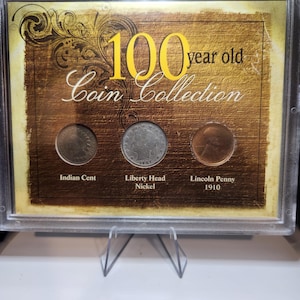 100 year old
Coin Collection
Indian Cent
Liberty Head
Nickel
Lincoln Penny
1910